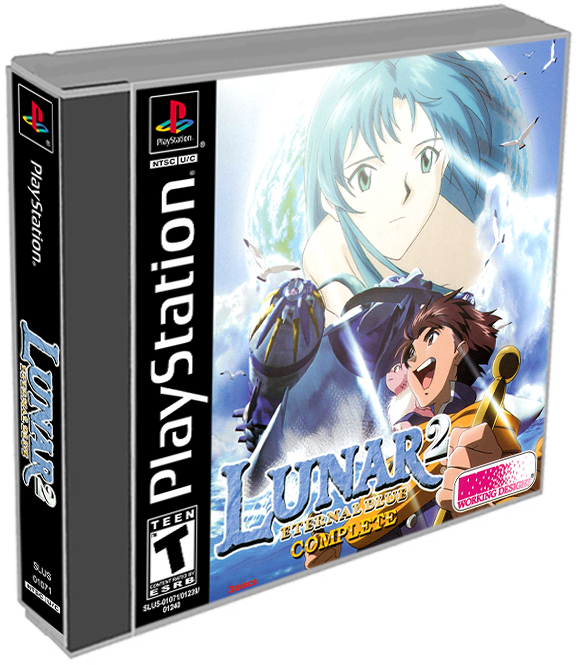 PlayStation®
LUNAR 2
ETERNAL BLUE
SLUS
01071
NTSC U/C
PlayStation®
NTSC U/C
PlayStation®
TEEN
T
CONTENT RATED BY
ESRB
SLUS-01071/01239/
01240
LUNAR 2
ETERNAL BLUE
COMPLETE
WORKING DESIGNS